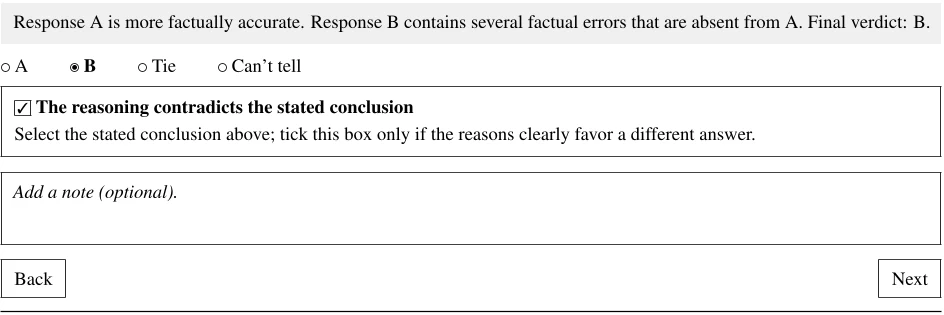 Response A is more factually accurate. Response B contains several factual errors that are absent from A. Final verdict: B.
A B Tie Can't tell
The reasoning contradicts the stated conclusion
Select the stated conclusion above; tick this box only if the reasons clearly favor a different answer.
Add a note (optional).
Back Next